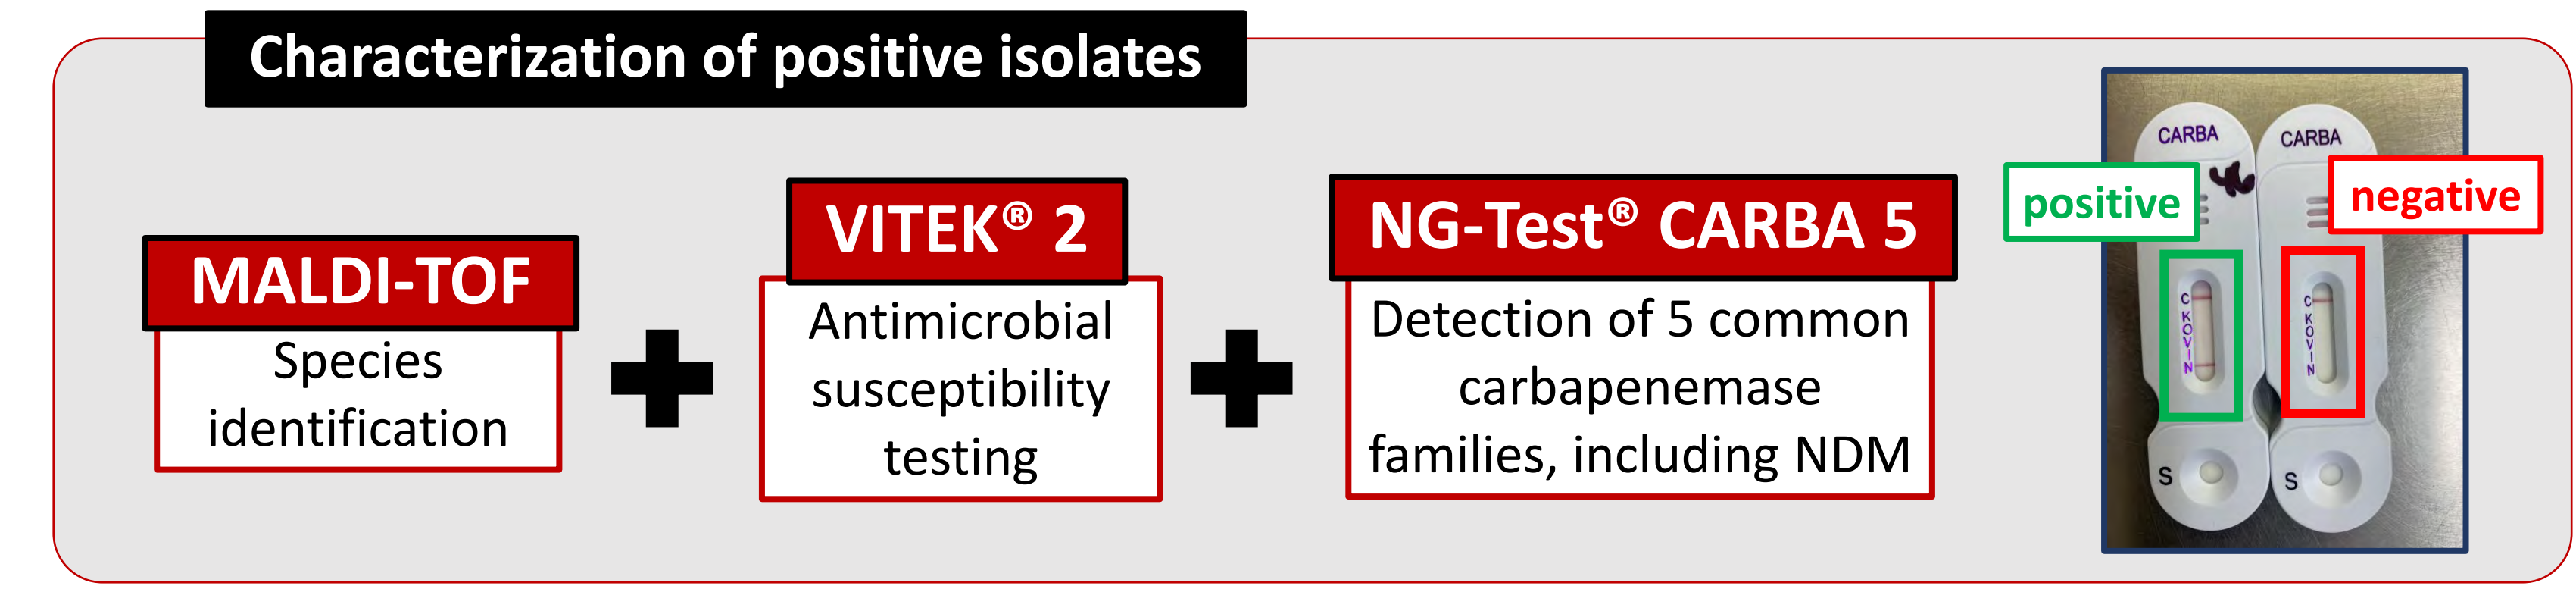 Characterization of positive isolates
MALDI-TOF
Species
identification
VITEK® 2
Antimicrobial
susceptibility
testing
NG-Test® CARBA 5
Detection of 5 common
carbapenemase
families, including NDM
positive
negative
CARBA
C
K
O
V
I
N
S
CARBA
C
K
O
V
I
N
S